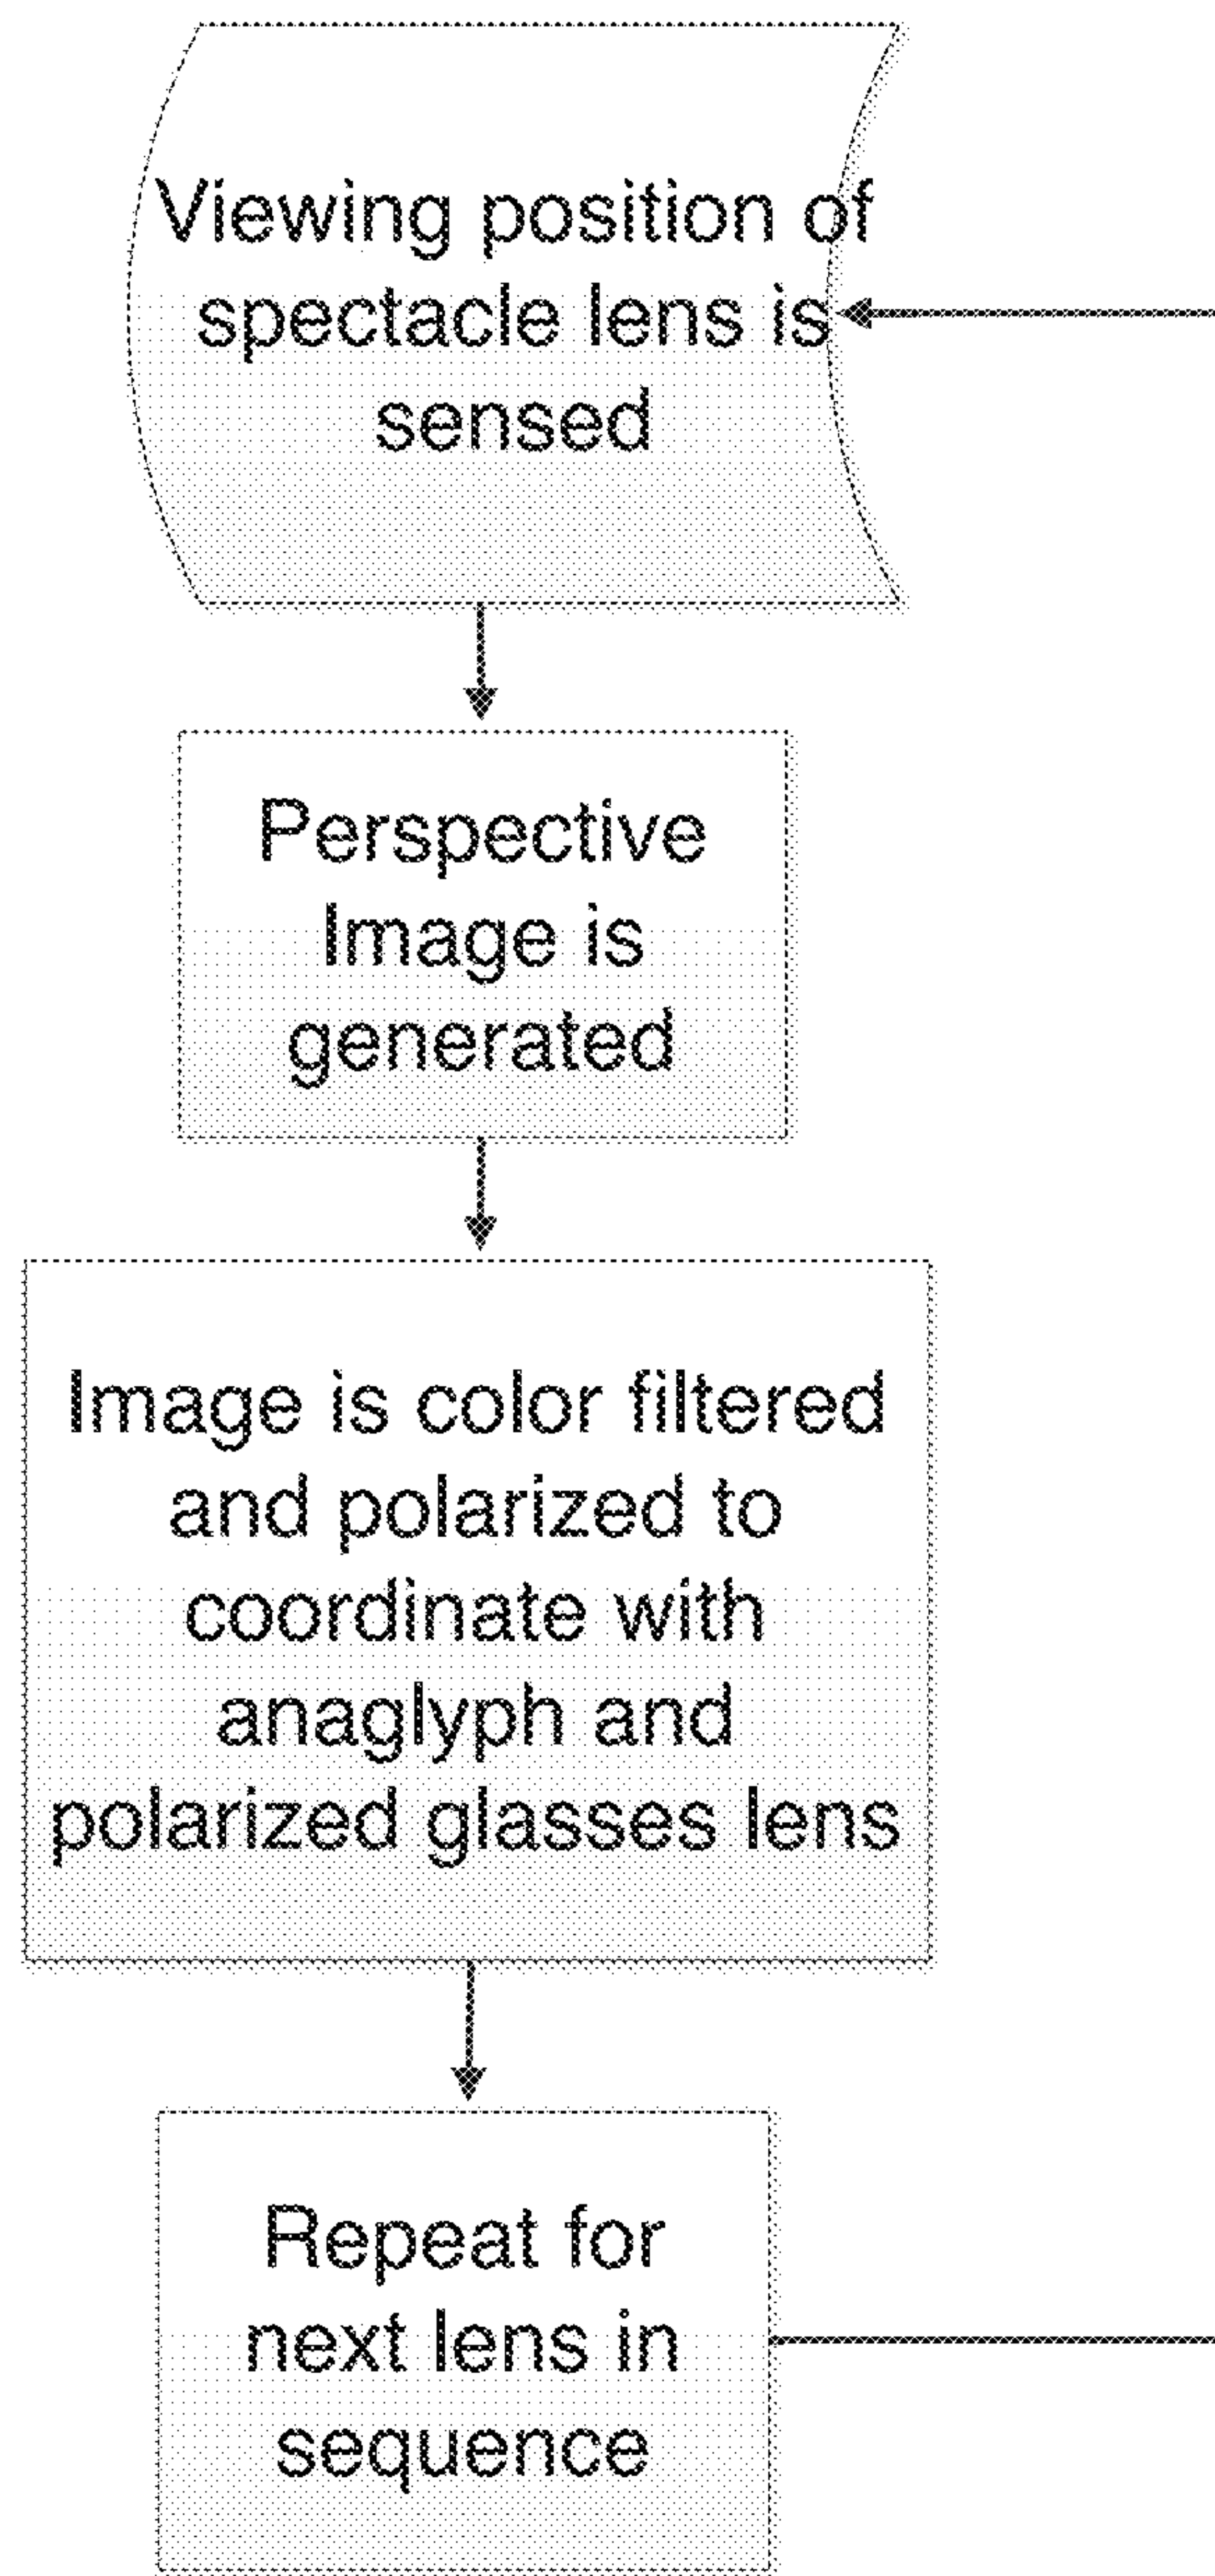 Viewing position of
spectacle lens is
sensed
Perspective
Image is
generated
Image is color filtered
and polarized to
coordinate with
anaglyph and
polarized glasses lens
Repeat for
next lens in
sequence